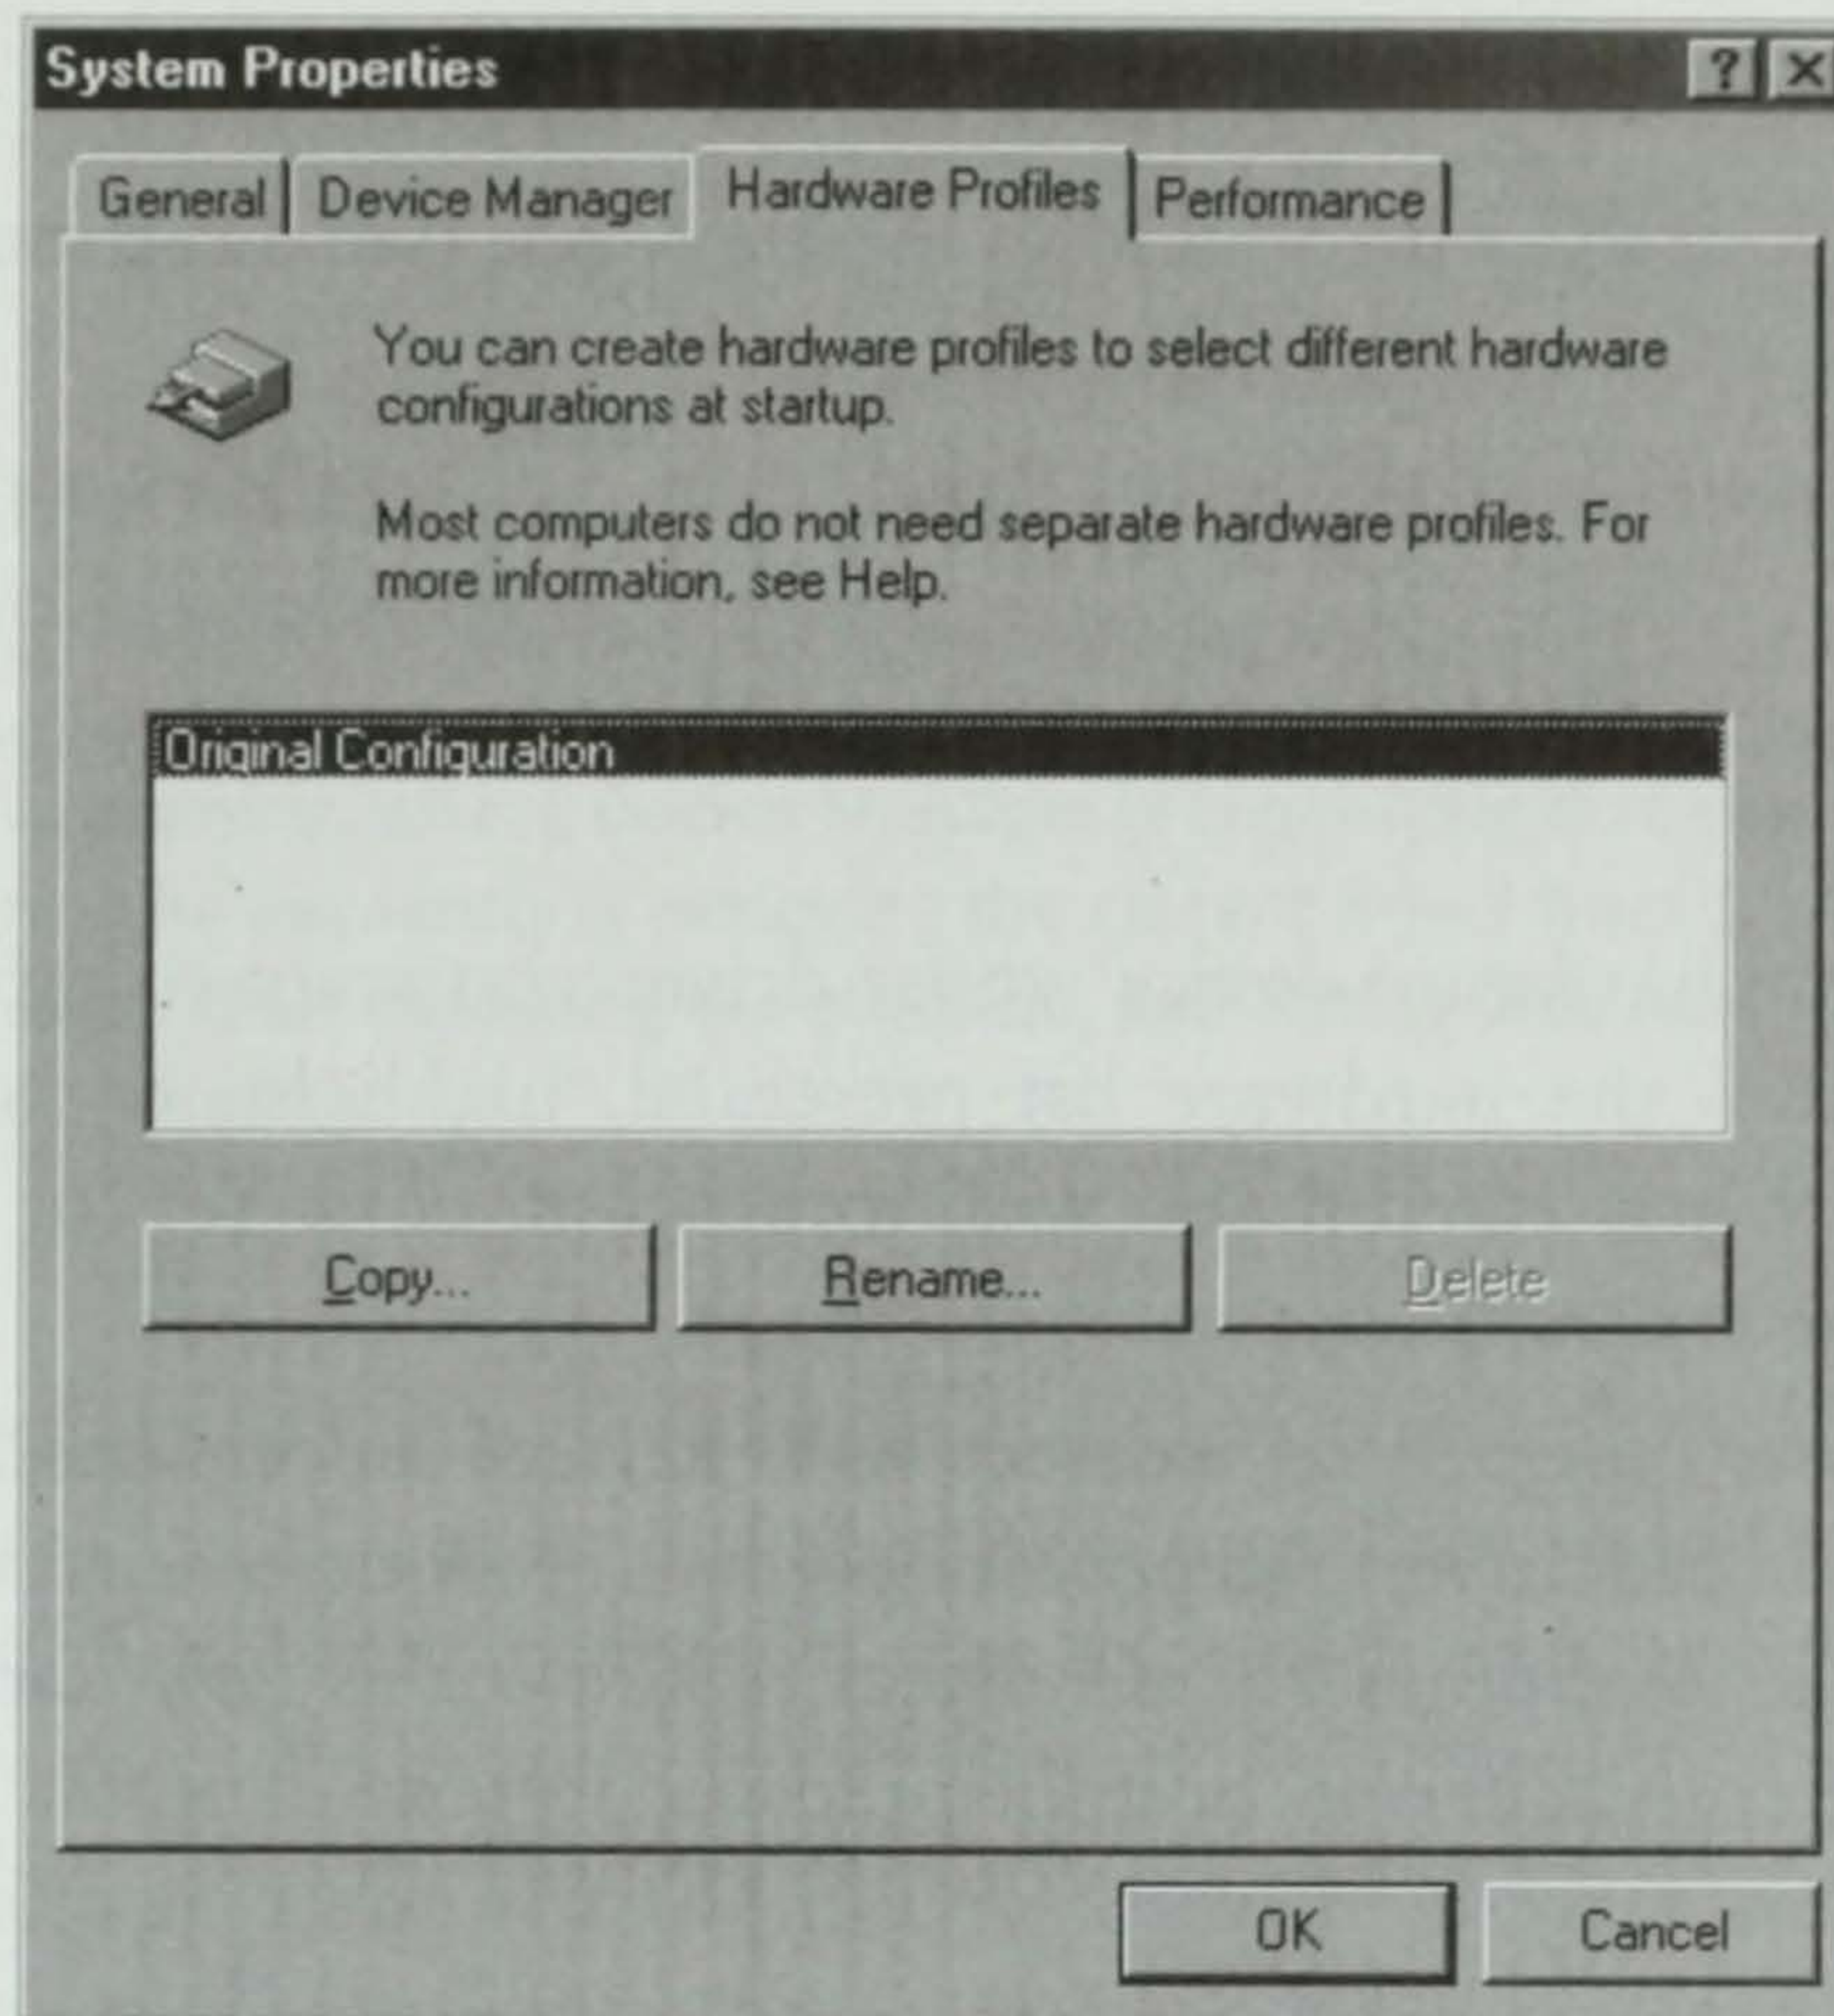 System Properties
? X
General Device Manager Hardware Profiles Performance
You can create hardware profiles to select different hardware
configurations at startup.
Most computers do not need separate hardware profiles. For
more information, see Help.
Original Configuration
Copy... Rename... Delete
OK Cancel